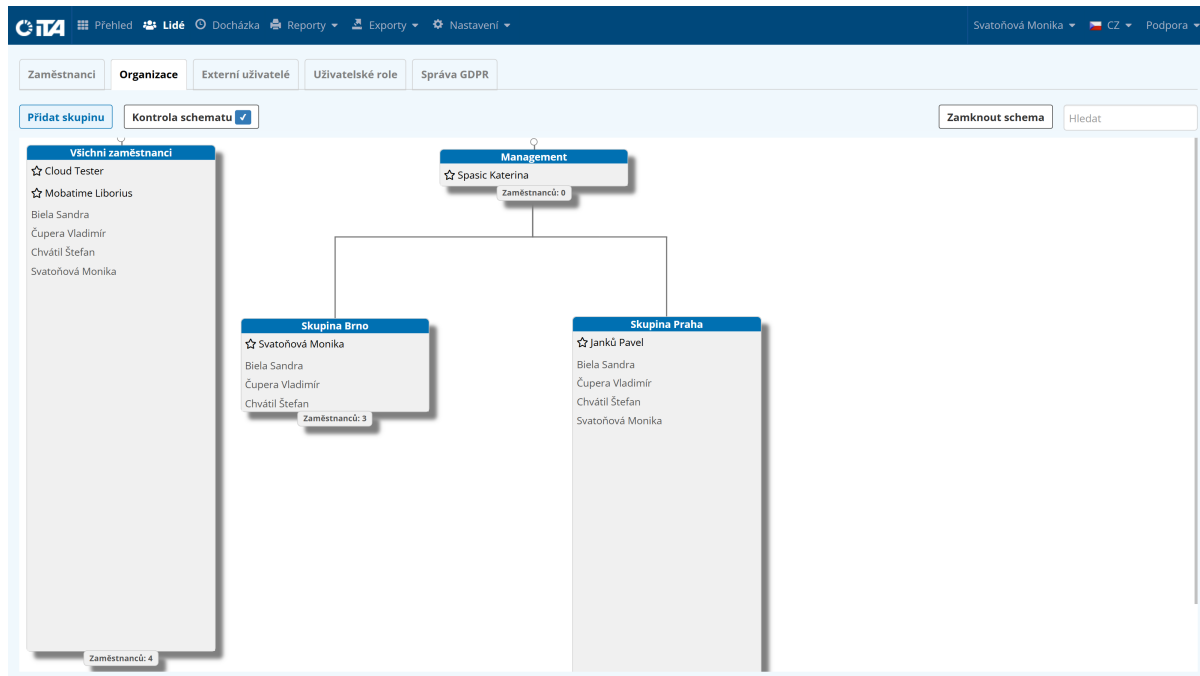 ITA Přehled Lidé Docházka Reporty Exporty Nastavení Svatoňová Monika CZ Podpora
Zaměstnanci Organizace Externí uživatelé Uživatelské role Správa GDPR
Přidat skupinu Kontrola schematu Zamknout schema Hledat
Všichni zaměstnanci
Cloud Tester
Mobatime Liborius
Biela Sandra
Čupera Vladimír
Chvátil Štefan
Svatoňová Monika
Zaměstnanců: 4
Management
Spasic Katerina
Zaměstnanců: 0
Skupina Brno
Svatoňová Monika
Biela Sandra
Čupera Vladimír
Chvátil Štefan
Zaměstnanců: 3
Skupina Praha
Janků Pavel
Biela Sandra
Čupera Vladimír
Chvátil Štefan
Svatoňová Monika